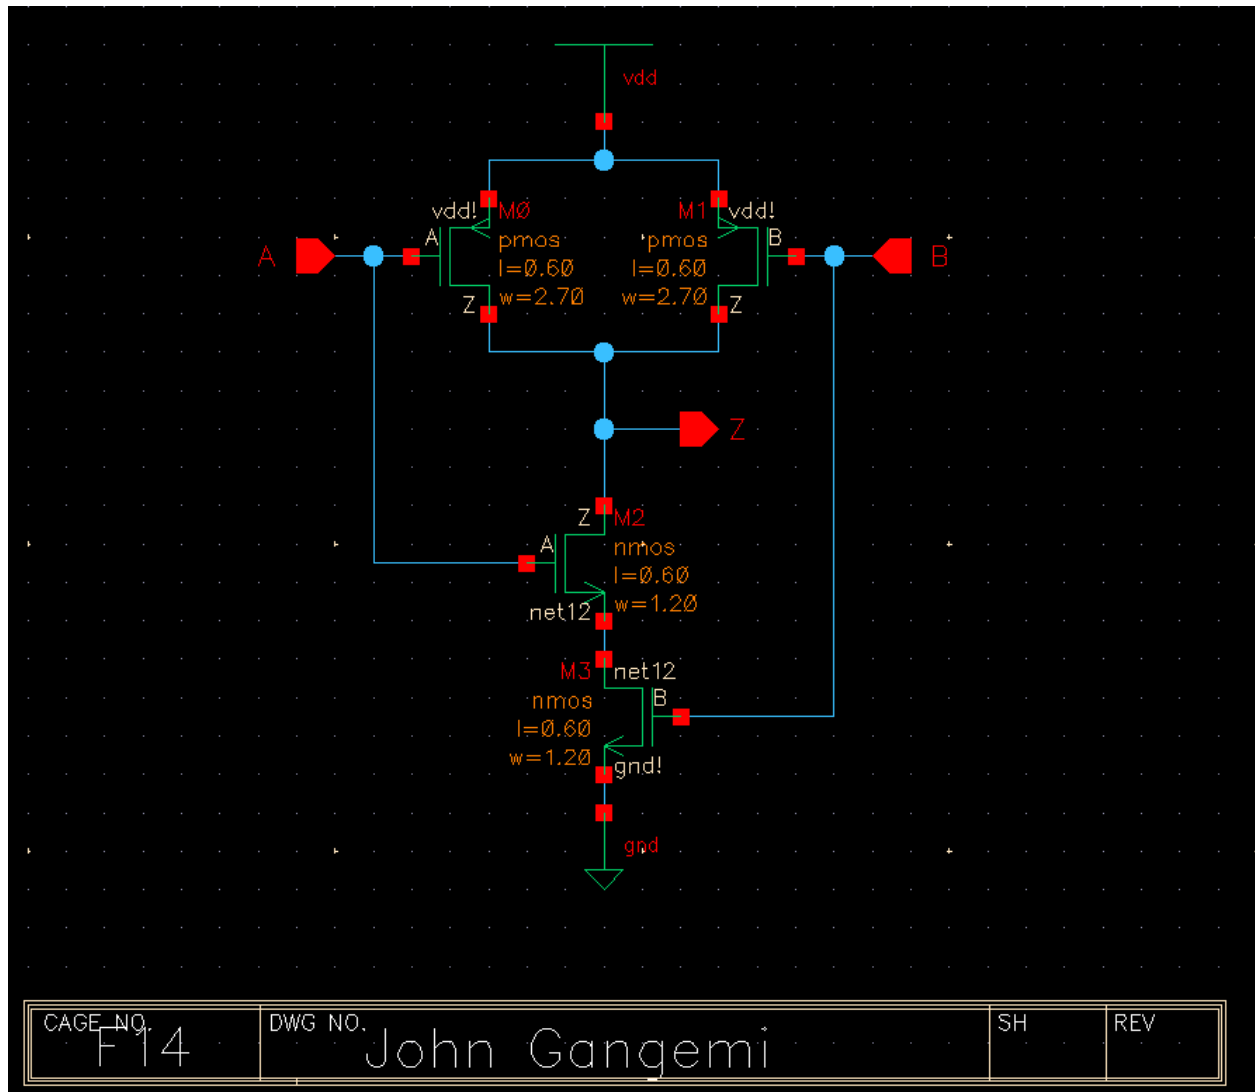 vdd
vdd! M0
M1 vdd!
A
A
pmos
l=0.60
w=2.70
Z
pmos
l=0.60
w=2.70
Z
B
B
Z
Z M2
A
nmos
l=0.60
w=1.20
net12
M3 net12
nmos
l=0.60
w=1.20
B
gnd!
gnd
CAGE NO. F14
DWG NO. John Gangemi
SH
REV